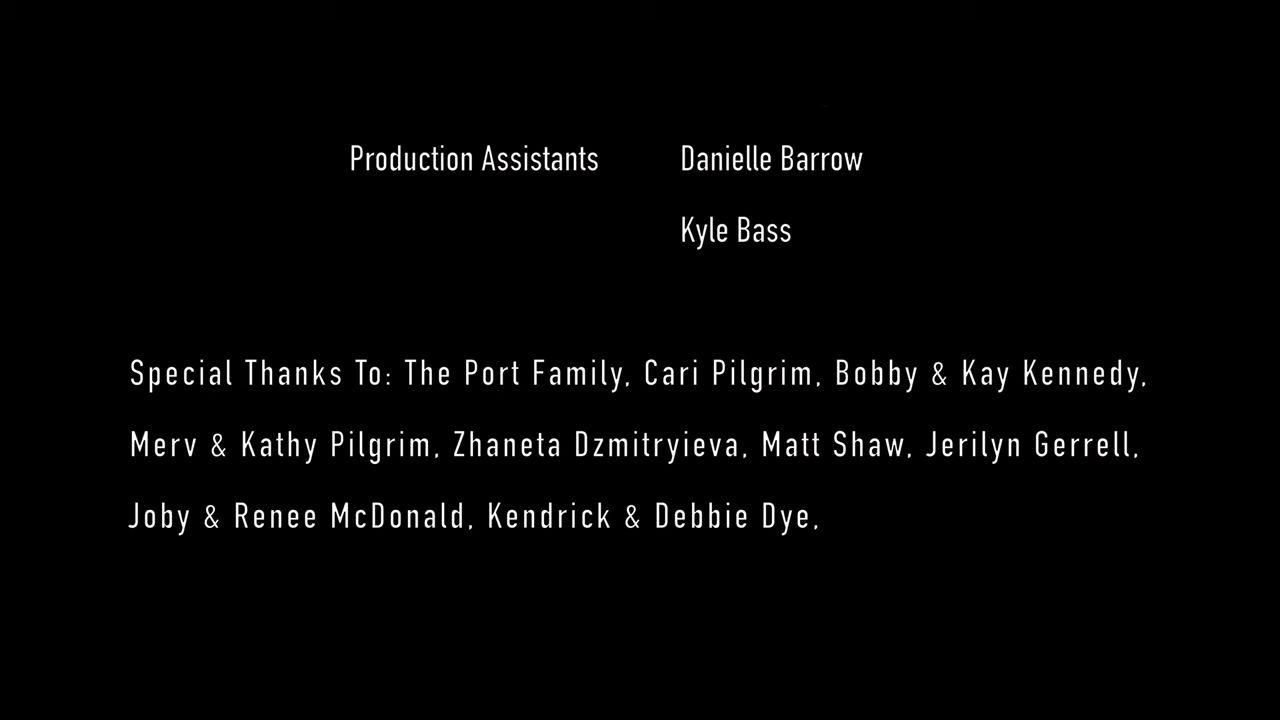 Production Assistants Danielle Barrow
Kyle Bass
Special Thanks To: The Port Family, Cari Pilgrim, Bobby & Kay Kennedy,
Merv & Kathy Pilgrim, Zhaneta Dzmitryieva, Matt Shaw, Jerilyn Gerrell,
Joby & Renee McDonald, Kendrick & Debbie Dye,